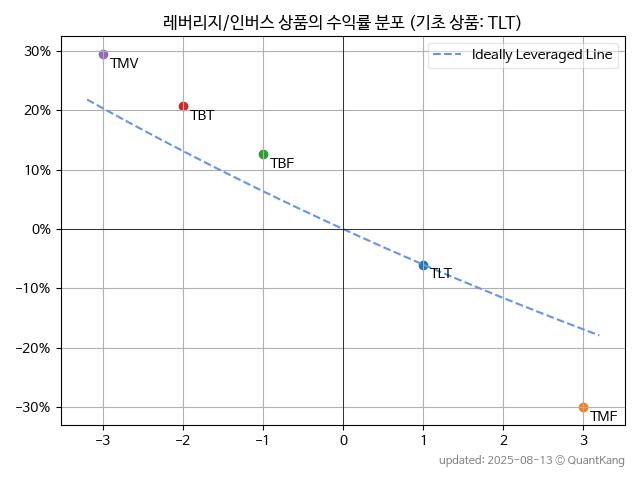 레버리지/인버스 상품의 수익률 분포 (기초 상품: TLT)
30%
20%
10%
0%
−10%
−20%
−30%
Ideally Leveraged Line
TMV
TBT
TBF
TLT
TMF
−3
−2
−1
0
1
2
3
updated: 2025-08-13 © QuantKang